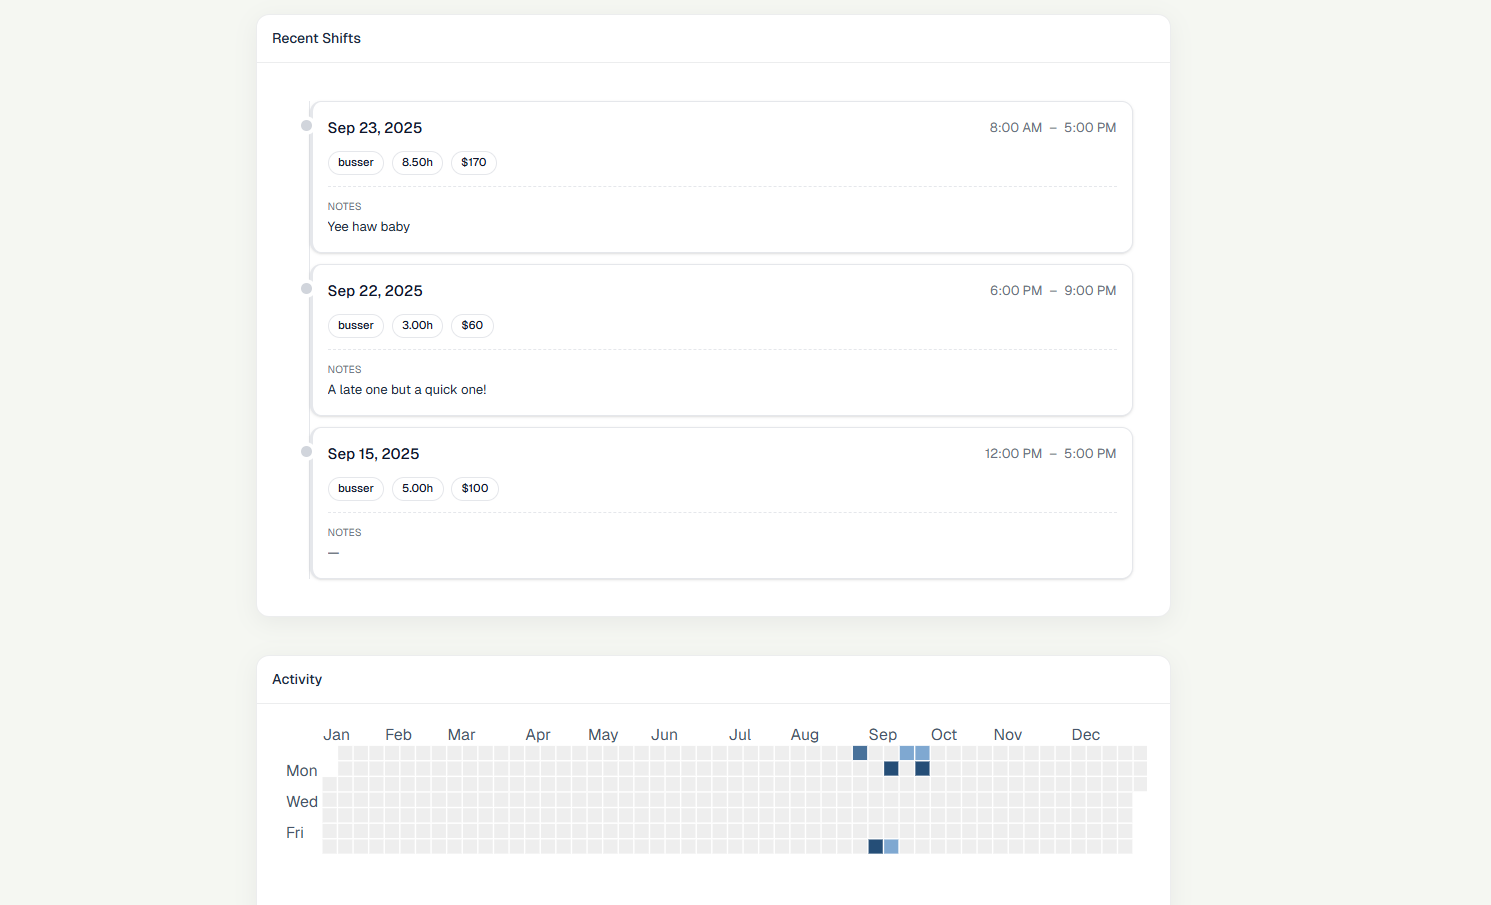 Recent Shifts
Sep 23, 2025
8:00 AM – 5:00 PM
busser 8.50h $170
NOTES
Yee haw baby
Sep 22, 2025
6:00 PM – 9:00 PM
busser 3.00h $60
NOTES
A late one but a quick one!
Sep 15, 2025
12:00 PM – 5:00 PM
busser 5.00h $100
NOTES
—
Activity
Jan Feb Mar Apr May Jun Jul Aug Sep Oct Nov Dec
Mon
Wed
Fri